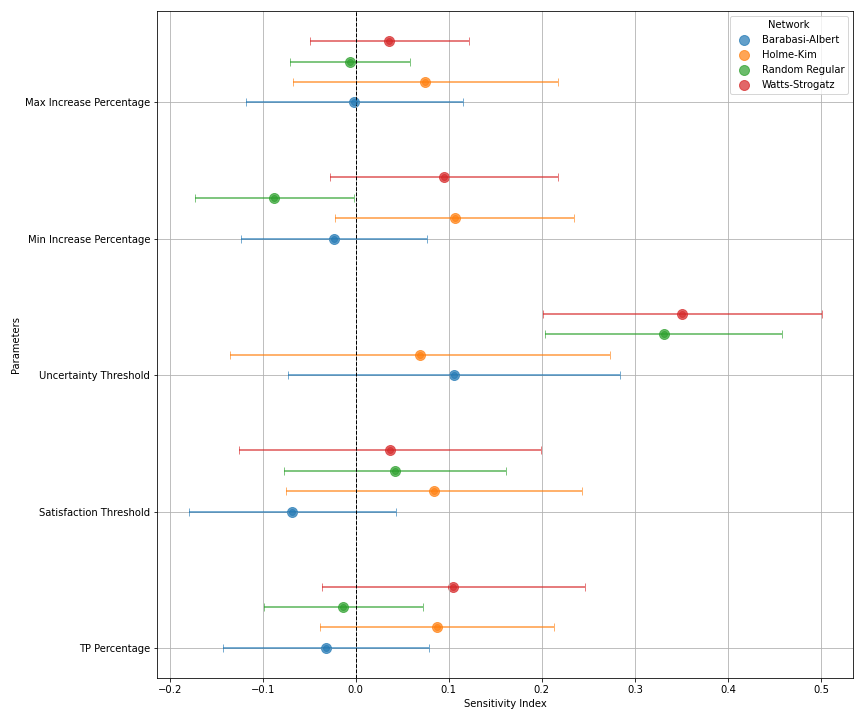 Network
Barabasi-Albert
Holme-Kim
Random Regular
Watts-Strogatz
Max Increase Percentage
Min Increase Percentage
Uncertainty Threshold
Satisfaction Threshold
TP Percentage
Parameters
−0.2 −0.1 0.0 0.1 0.2 0.3 0.4 0.5
Sensitivity Index